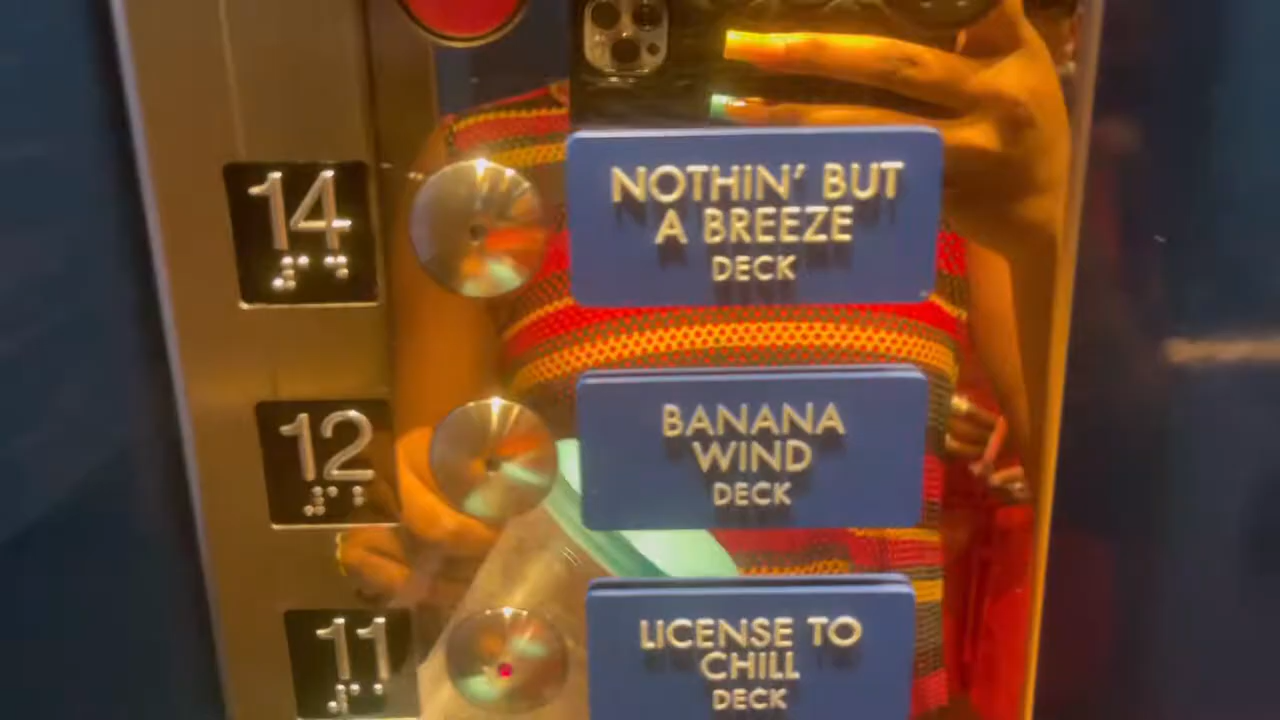 14
NOTHIN' BUT
A BREEZE
DECK
12
BANANA
WIND
DECK
11
LICENSE TO
CHILL
DECK